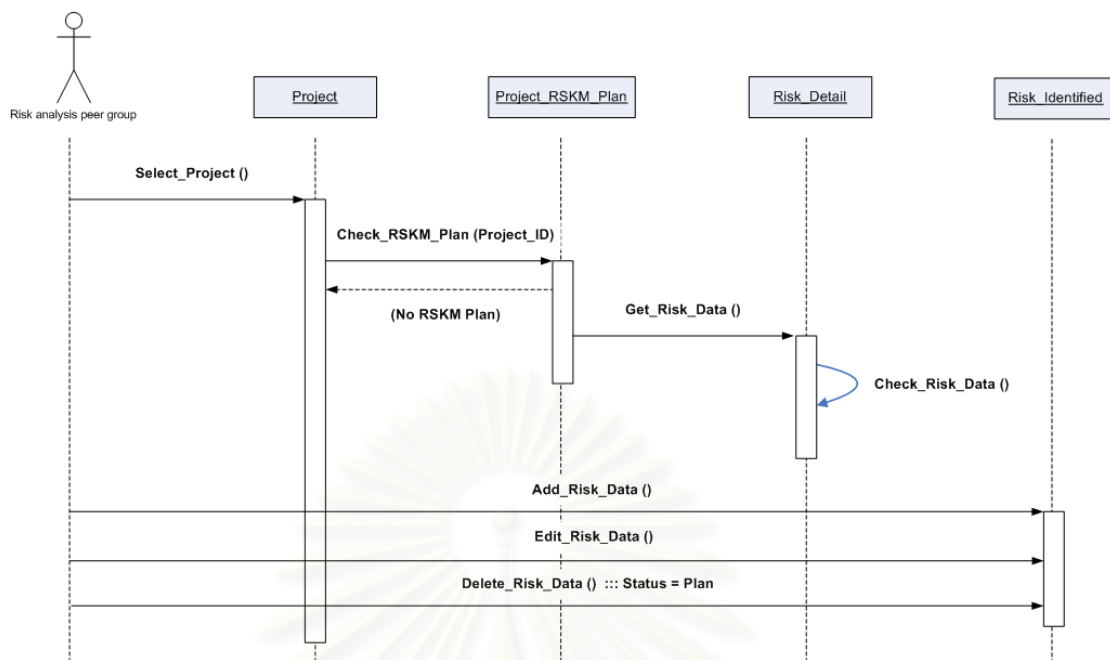 Risk analysis peer group
Project
Project_RSKM_Plan
Risk_Detail
Risk_Identified
Select_Project ()
Check_RSKM_Plan (Project_ID)
(No RSKM Plan)
Get_Risk_Data ()
Check_Risk_Data ()
Add_Risk_Data ()
Edit_Risk_Data ()
Delete_Risk_Data () ::: Status = Plan